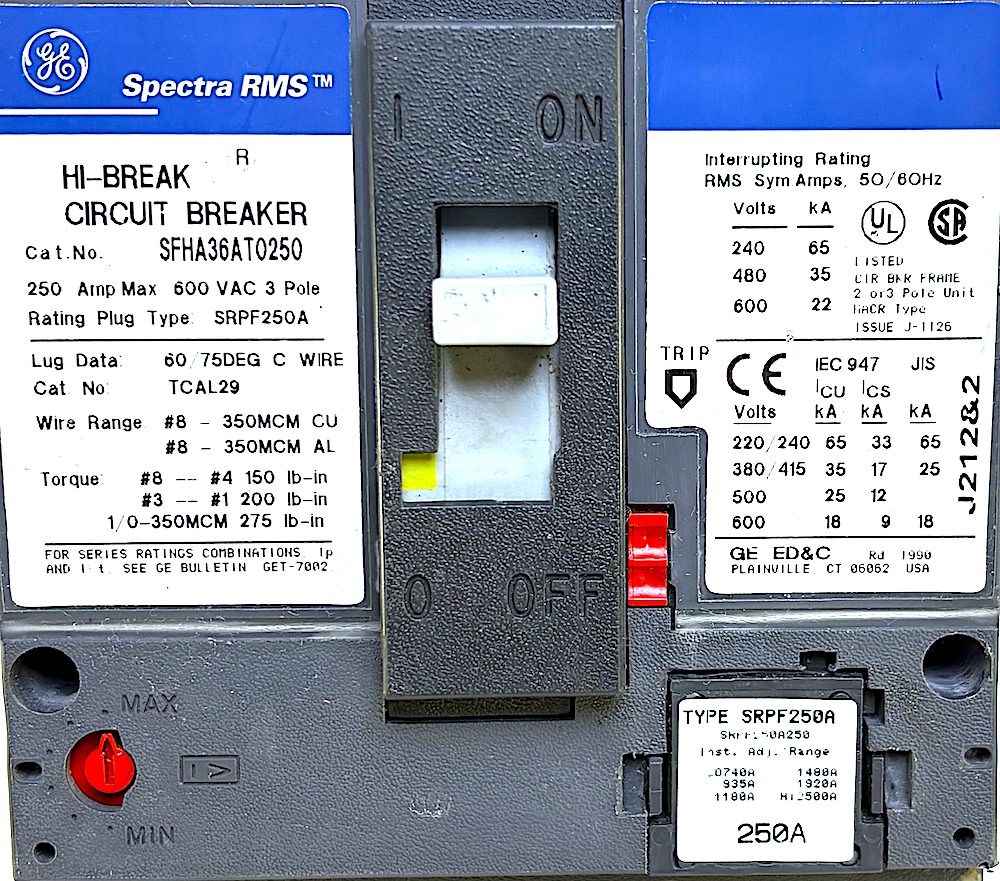 GE
Spectra RMS™
HI-BREAK R
CIRCUIT BREAKER
Cat.No. SFHA36AT0250
250 Amp Max 600 VAC 3 Pole
Rating Plug Type: SRPF250A
Lug Data: 60/75DEG C WIRE
Cat No: TCAL29
Wire Range #8 - 350MCM CU
#8 - 350MCM AL
Torque: #8 -- #4 150 lb-in
#3 -- #1 200 lb-in
1/0-350MCM 275 lb-in
FOR SERIES RATINGS COMBINATIONS, Ip
AND SEE GE BULLETIN GET-7002
I ON
O OFF
Interrupting Rating
RMS Sym Amps, 50/60Hz
Volts kA
240 65
480 35
600 22
UL
SA
LISTED
CIR BKR FRAME
2 or3 Pole Unit
HACR Type
ISSUE J-1126
TRIP
CE IEC 947 JIS
ICU ICS
Volts kA kA kA
220/240 65 33 65
380/415 35 17 25
500 25 12
600 18 9 18
J212&2
GE ED&C Rd 1990
PLAINVILLE, CT 06062 USA
MAX
I >
MIN
TYPE SRPF250A
SRPF250A250
Inst. Adj. Range
LO740A 1480A
935A 1920A
1180A HI2500A
250A